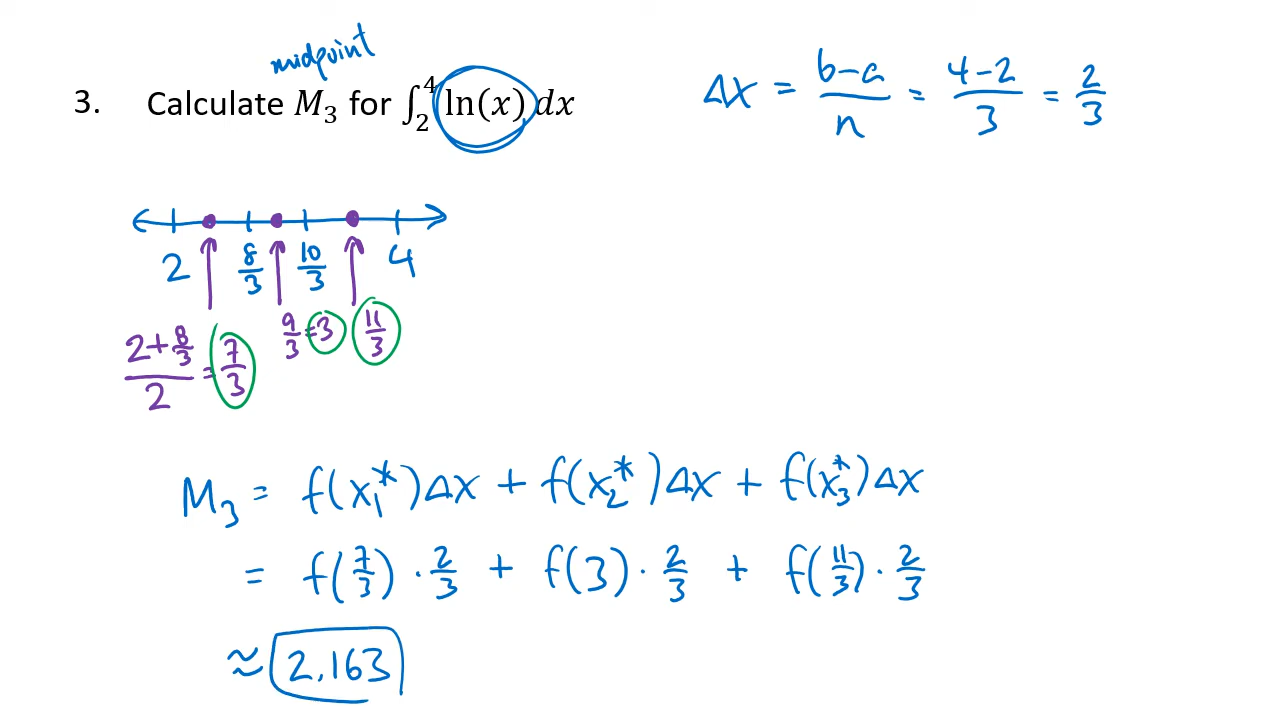 midpoint
3. Calculate M₃ for ∫₂⁴ ln(x) dx
Δx = (b-a)/n = (4-2)/3 = 2/3
2 8/3 10/3 4
(2+8/3)/2 = 7/3 9/3 = 3 11/3
M₃ = f(x₁*)Δx + f(x₂*)Δx + f(x₃*)Δx
= f(7/3) · 2/3 + f(3) · 2/3 + f(11/3) · 2/3
≈ 2.163